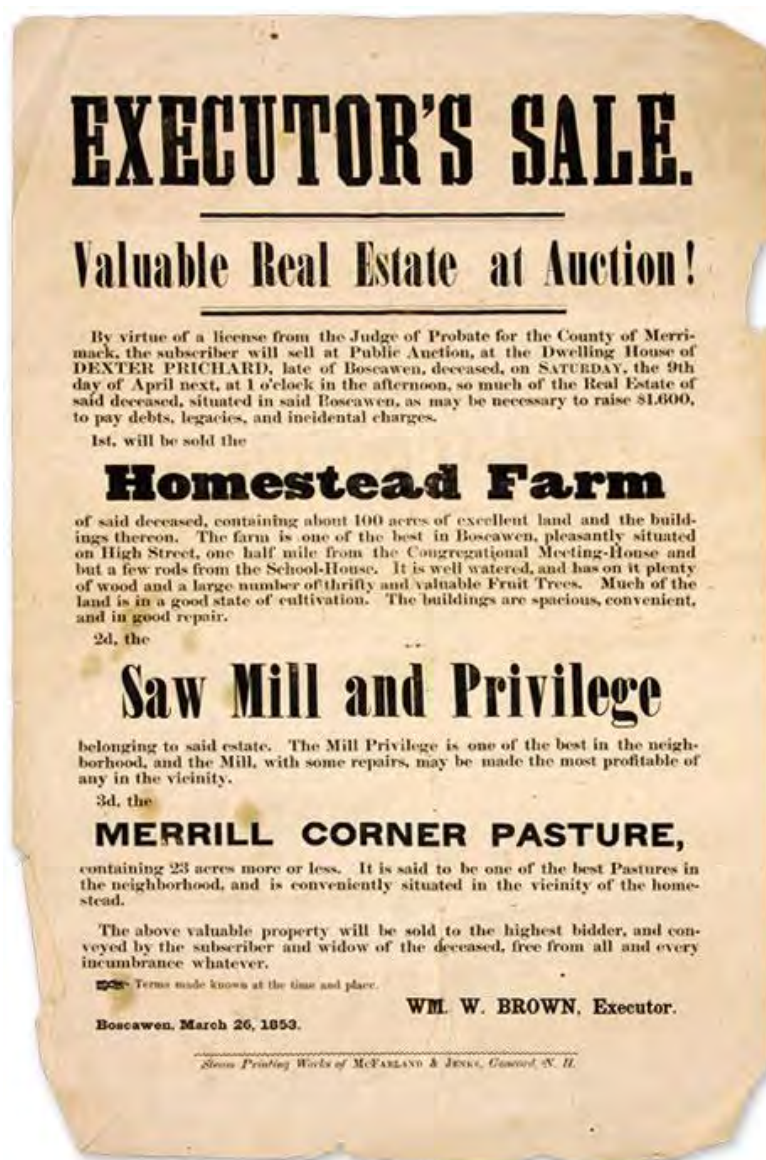 EXECUTOR'S SALE.
Valuable Real Estate at Auction!
By virtue of a license from the Judge of Probate for the County of Merri-
mack, the subscriber will sell at Public Auction, at the Dwelling House of
DEXTER PRICHARD, late of Boscawen, deceased, on SATURDAY, the 9th
day of April next, at 1 o'clock in the afternoon, so much of the Real Estate of
said deceased, situated in said Boscawen, as may be necessary to raise $1,600,
to pay debts, legacies, and incidental charges.
1st, will be sold the
Homestead Farm
of said deceased, containing about 100 acres of excellent land and the build-
ings thereon. The farm is one of the best in Boscawen, pleasantly situated
on High Street, one half mile from the Congregational Meeting-House and
but a few rods from the School-House. It is well watered, and has on it plenty
of wood and a large number of thrifty and valuable Fruit Trees. Much of the
land is in a good state of cultivation. The buildings are spacious, convenient,
and in good repair.
2d, the
Saw Mill and Privilege
belonging to said estate. The Mill Privilege is one of the best in the neigh-
borhood, and the Mill, with some repairs, may be made the most profitable of
any in the vicinity.
3d, the
MERRILL CORNER PASTURE,
containing 23 acres more or less. It is said to be one of the best Pastures in
the neighborhood, and is conveniently situated in the vicinity of the home-
stead.
The above valuable property will be sold to the highest bidder, and con-
veyed by the subscriber and widow of the deceased, free from all and every
incumbrance whatever.
Terms made known at the time and place.
WM. W. BROWN, Executor.
Boscawen, March 26, 1853.
Steam Printing Works of MCFARLAND & JENKS, Concord, N. H.